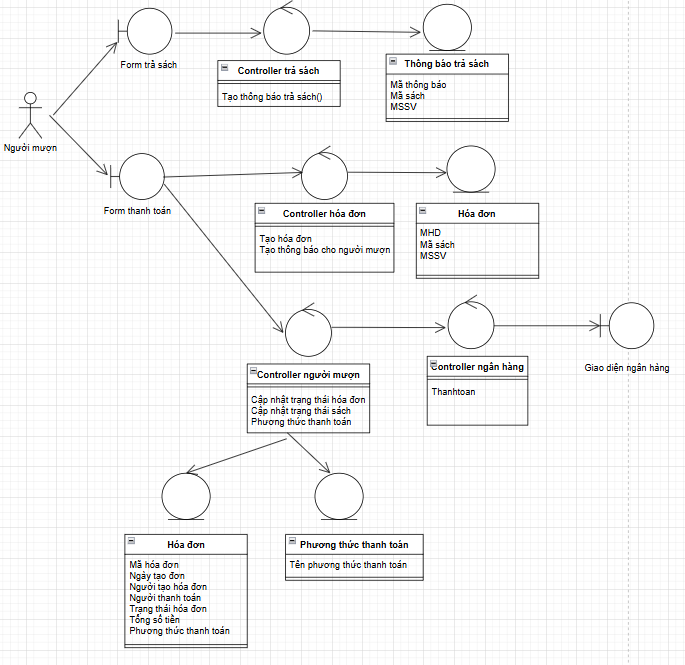 Form trả sách
Controller trả sách
Tạo thông báo trả sách()
Thông báo trả sách
Mã thông báo
Mã sách
MSSV
Người mượn
Form thanh toán
Controller hóa đơn
Tạo hóa đơn
Tạo thông báo cho người mượn
Hóa đơn
MHD
Mã sách
MSSV
Controller người mượn
Cập nhật trạng thái hóa đơn
Cập nhật trạng thái sách
Phương thức thanh toán
Controller ngân hàng
Thanhtoan
Giao diện ngân hàng
Hóa đơn
Mã hóa đơn
Ngày tạo đơn
Người tạo hóa đơn
Người thanh toán
Trạng thái hóa đơn
Tổng số tiền
Phương thức thanh toán
Phương thức thanh toán
Tên phương thức thanh toán